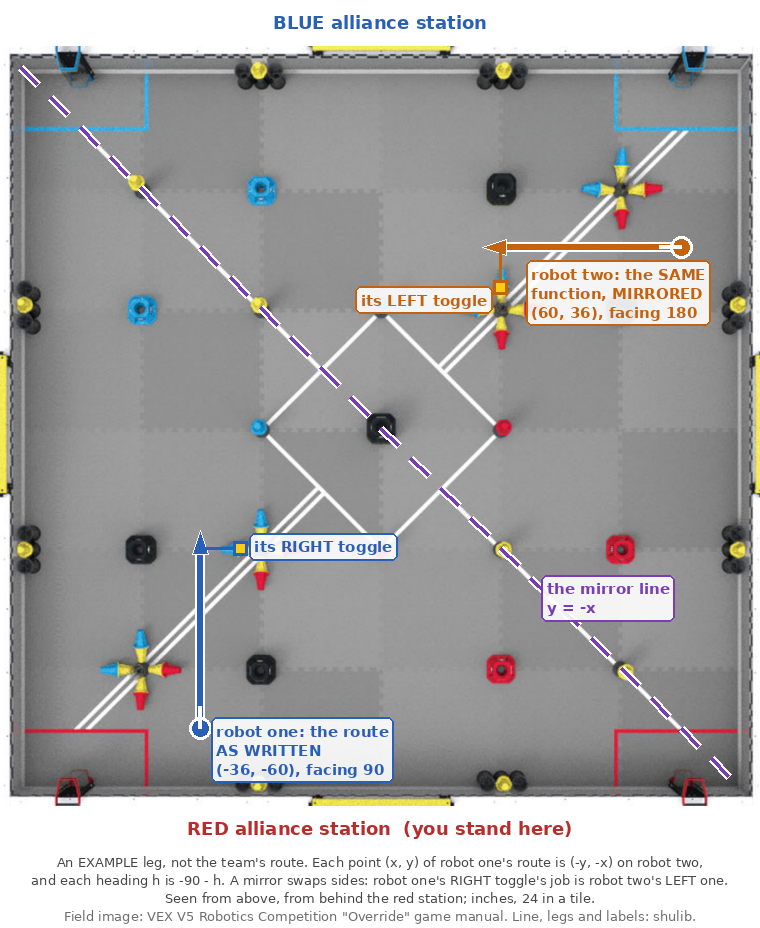 BLUE alliance station
robot two: the SAME
function, MIRRORED
(60, 36), facing 180
its LEFT toggle
its RIGHT toggle
the mirror line
y = -x
robot one: the route
AS WRITTEN
(-36, -60), facing 90
RED alliance station (you stand here)
An EXAMPLE leg, not the team's route. Each point (x, y) of robot one's route is (-y, -x) on robot two,
and each heading h is -90 - h. A mirror swaps sides: robot one's RIGHT toggle's job is robot two's LEFT one.
Seen from above, from behind the red station; inches, 24 in a tile.
Field image: VEX V5 Robotics Competition "Override" game manual. Line, legs and labels: shulib.